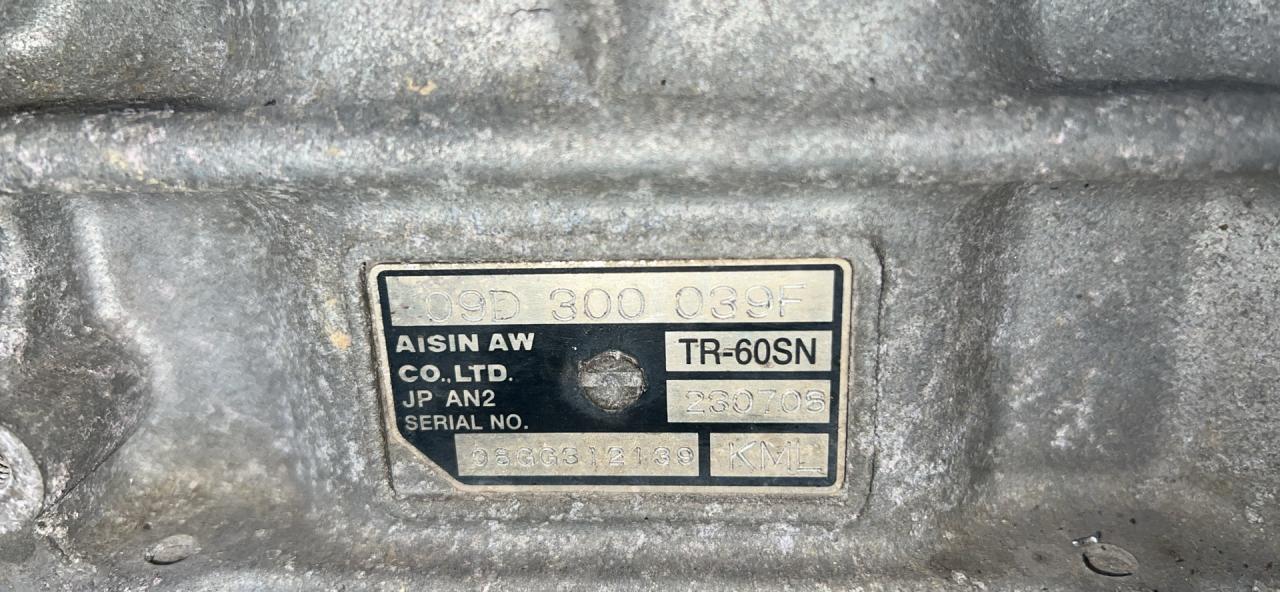 09D 300 039F
AISIN AW
CO.,LTD.
JP AN2
SERIAL NO.
TR-60SN
230708
08GG312139
KML